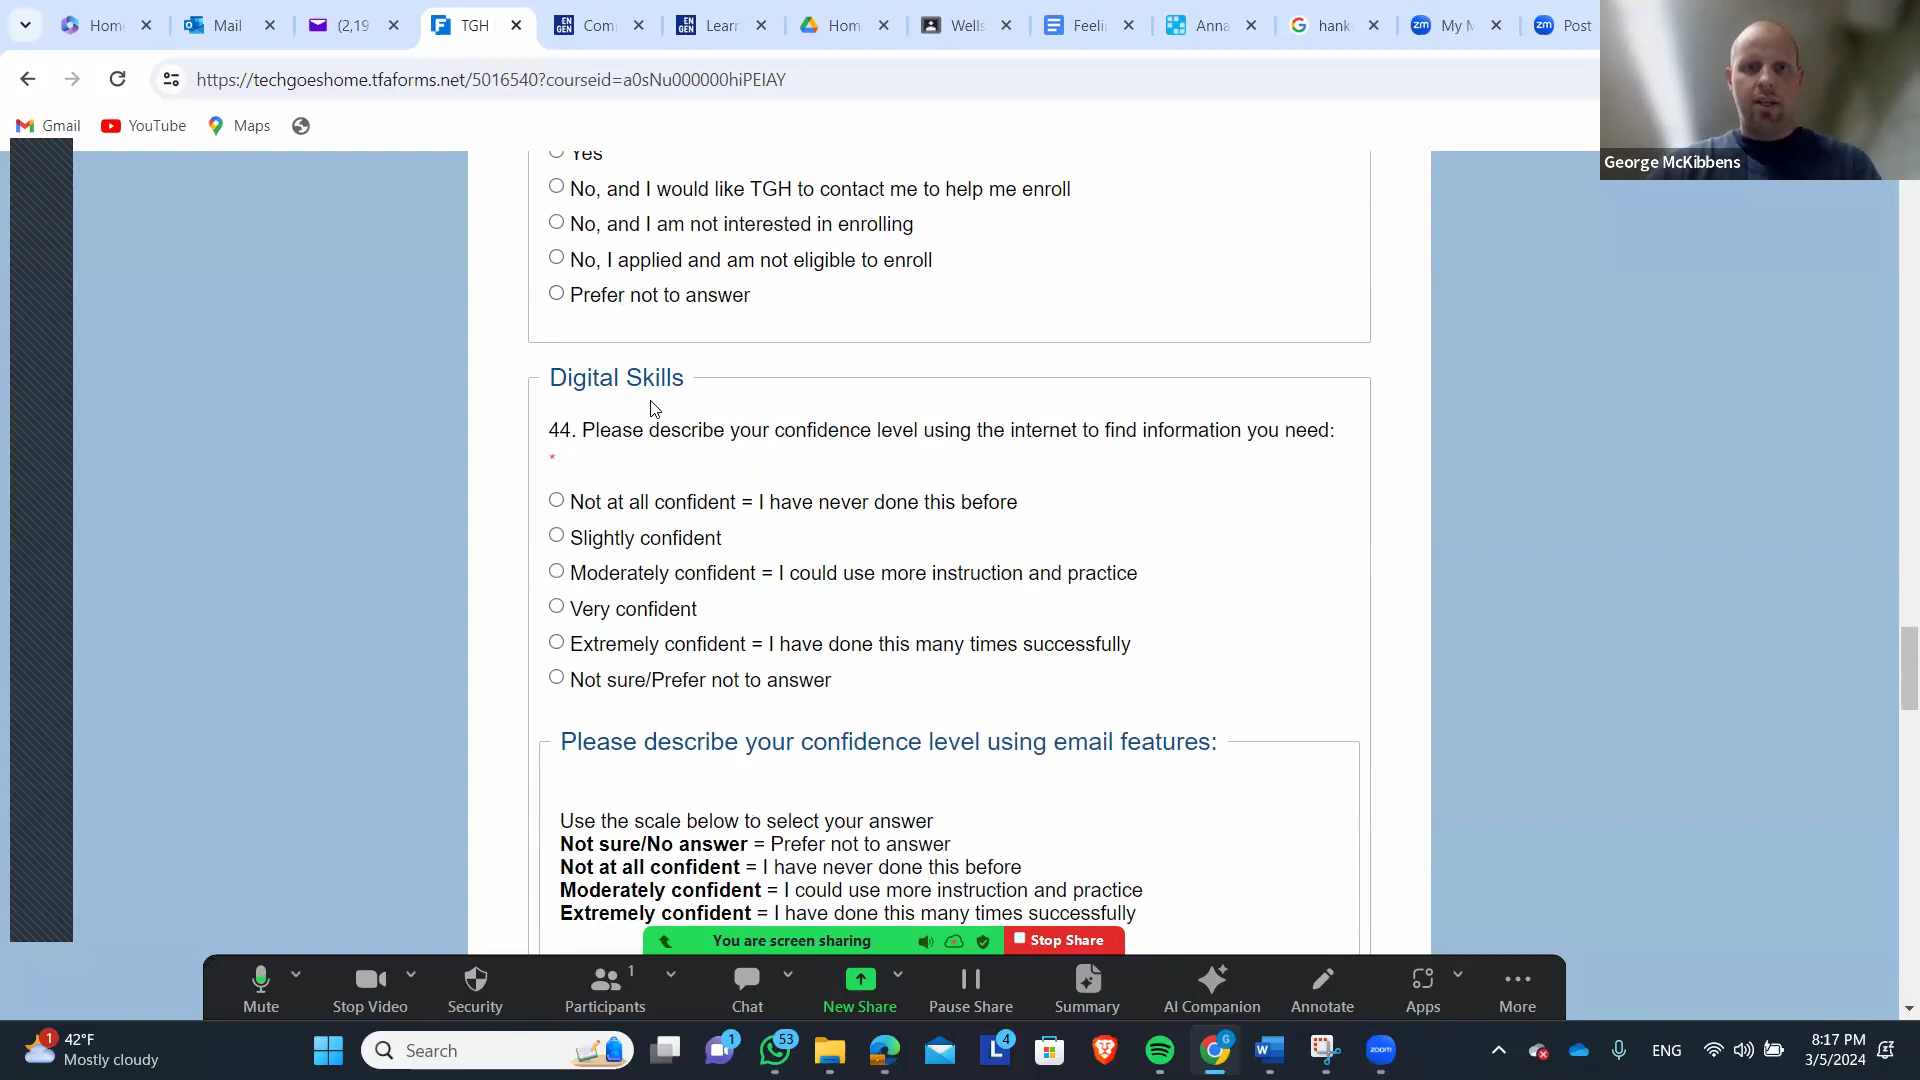 Home
Mail
(2,19
TGH
Com
Learn
Hom
Wells
Feeli
Anna
hank
My M
Post
https://techgoeshome.tfaforms.net/5016540?courseid=a0sNu000000hiPEIAY
Gmail
YouTube
Maps
George McKibbens
Yes
No, and I would like TGH to contact me to help me enroll
No, and I am not interested in enrolling
No, I applied and am not eligible to enroll
Prefer not to answer
Digital Skills
44. Please describe your confidence level using the internet to find information you need:
*
Not at all confident = I have never done this before
Slightly confident
Moderately confident = I could use more instruction and practice
Very confident
Extremely confident = I have done this many times successfully
Not sure/Prefer not to answer
Please describe your confidence level using email features:
Use the scale below to select your answer
Not sure/No answer = Prefer not to answer
Not at all confident = I have never done this before
Moderately confident = I could use more instruction and practice
Extremely confident = I have done this many times successfully
You are screen sharing
Stop Share
Mute
Stop Video
Security
Participants 1
Chat
New Share
Pause Share
Summary
AI Companion
Annotate
Apps
More
1
42°F
Mostly cloudy
Search
1
53
4
G
zoom
ENG
8:17 PM
3/5/2024